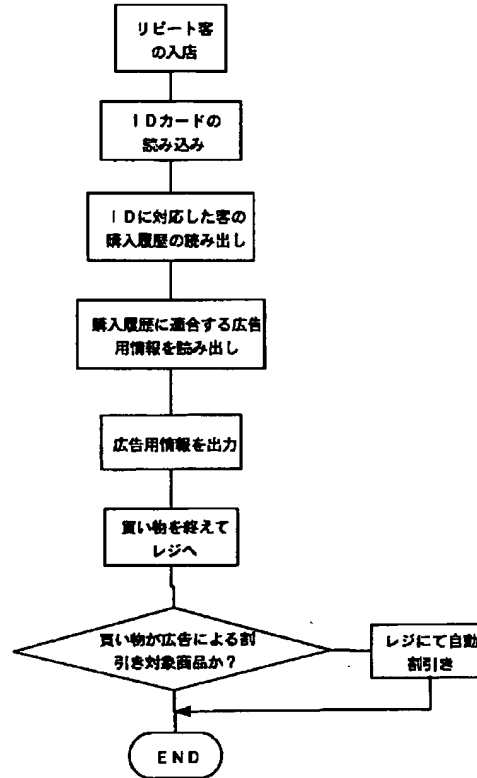 リピート客
の入店
IDカードの
読み込み
IDに対応した客の
購入履歴の読み出し
購入履歴に適合する広告
用情報を読み出し
広告用情報を出力
買い物を終えて
レジへ
買い物が広告による割
引き対象商品か?
レジにて自動
割引き
END